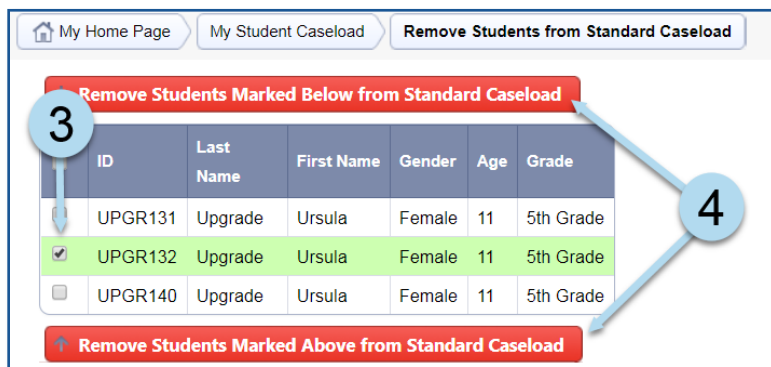 My Home Page My Student Caseload Remove Students from Standard Caseload
Remove Students Marked Below from Standard Caseload
3
ID Last Name First Name Gender Age Grade
UPGR131 Upgrade Ursula Female 11 5th Grade
4
UPGR132 Upgrade Ursula Female 11 5th Grade
UPGR140 Upgrade Ursula Female 11 5th Grade
Remove Students Marked Above from Standard Caseload